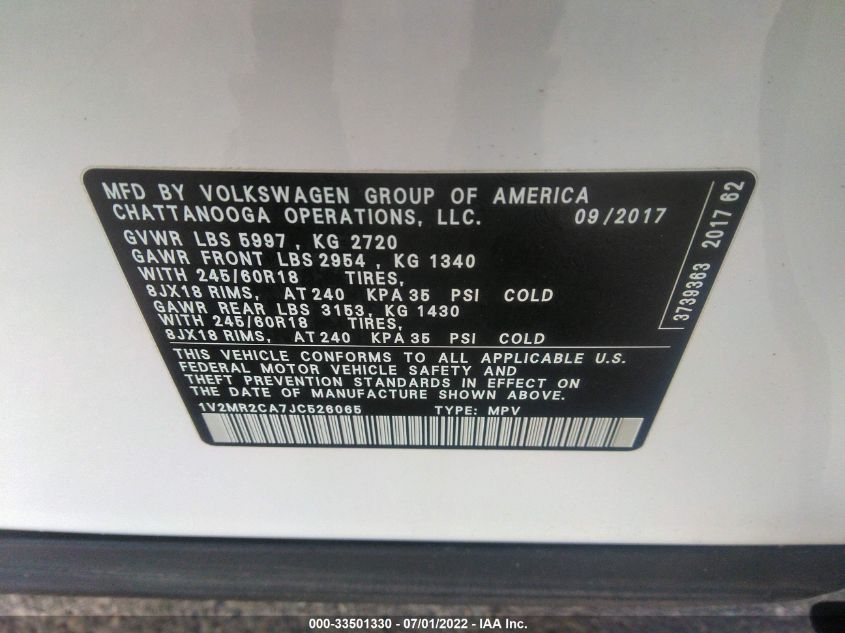 MFD BY VOLKSWAGEN GROUP OF AMERICA
CHATTANOOGA OPERATIONS, LLC. 09/2017
GVWR LBS 5997 , KG 2720
GAWR FRONT LBS 2954 , KG 1340
WITH 245/60R18 TIRES,
8JX18 RIMS, AT 240 KPA 35 PSI COLD
GAWR REAR LBS 3153, KG 1430
WITH 245/60R18 TIRES,
8JX18 RIMS, AT 240 KPA 35 PSI COLD
THIS VEHICLE CONFORMS TO ALL APPLICABLE U.S.
FEDERAL MOTOR VEHICLE SAFETY AND
THEFT PREVENTION STANDARDS IN EFFECT ON
THE DATE OF MANUFACTURE SHOWN ABOVE.
1V2MR2CA7JC526065 TYPE: MPV
3739363 2017 62
000-33501330 - 07/01/2022 - IAA Inc.